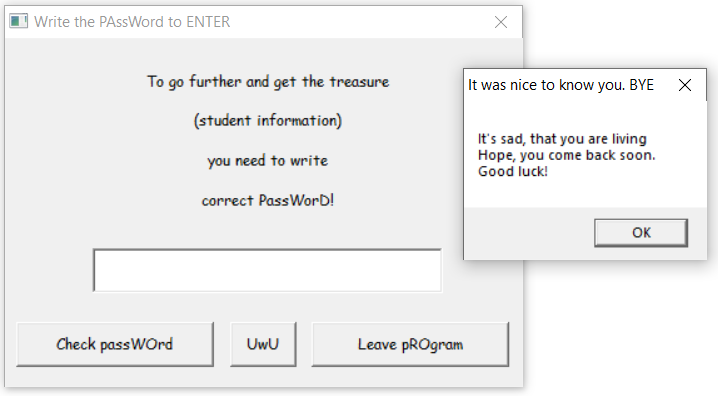 Write the PAssWord to ENTER
To go further and get the treasure
(student information)
you need to write
correct PassWorD!
Check passWOrd
UwU
Leave pROgram
It was nice to know you. BYE
It's sad, that you are living
Hope, you come back soon.
Good luck!
OK